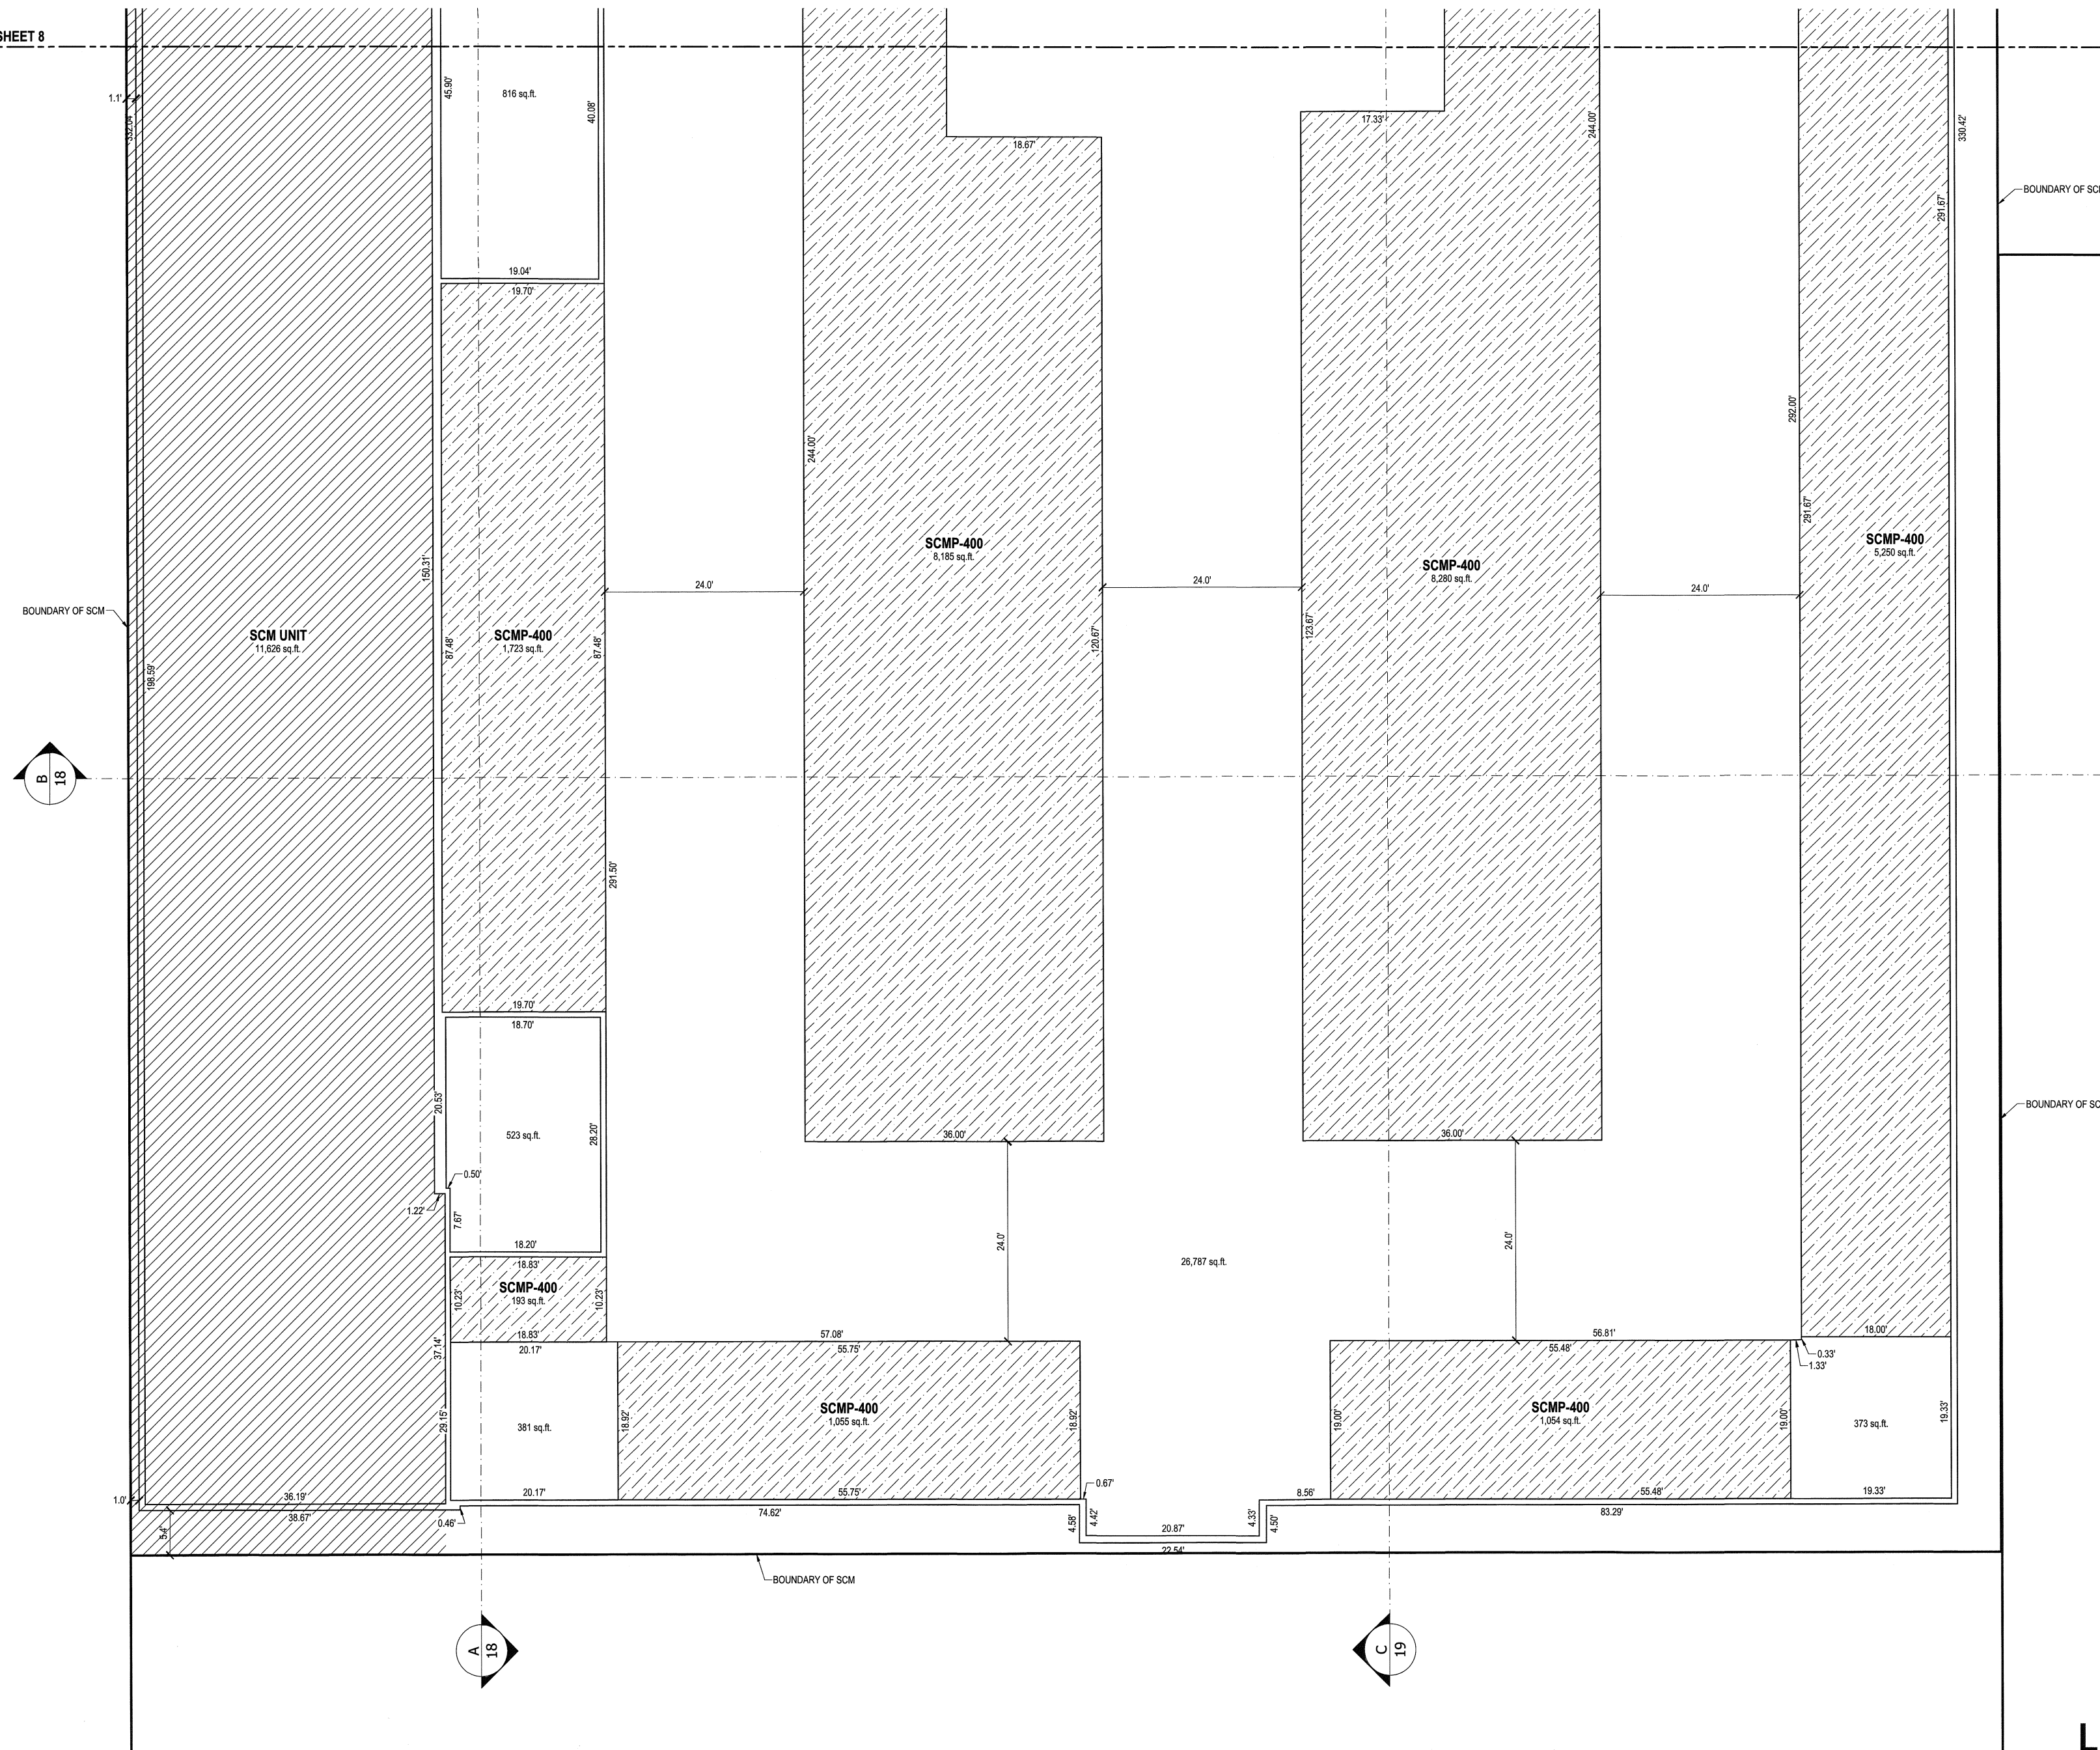 SHEET 8
1.1'
332.04'
45.90'
816 sq.ft.
40.08'
18.67'
17.33'
244.00'
330.42'
291.67'
BOUNDARY OF SC
19.04'
19.70'
292.00'
244.00'
291.67'
150.31'
SCMP-400
8,185 sq.ft.
SCMP-400
8,280 sq.ft.
SCMP-400
5,250 sq.ft.
24.0'
24.0'
24.0'
BOUNDARY OF SCM
SCM UNIT
11,626 sq.ft.
87.48'
SCMP-400
1,723 sq.ft.
87.48'
120.67'
123.67'
198.59'
B
18
291.50'
19.70'
18.70'
20.53'
523 sq.ft.
28.20'
36.00'
36.00'
BOUNDARY OF SC
0.50'
1.22'
7.67'
18.20'
24.0'
24.0'
26,787 sq.ft.
18.83'
SCMP-400
193 sq.ft.
10.23'
10.23'
18.83'
57.08'
56.81'
18.00'
37.14'
20.17'
55.75'
55.48'
0.33'
1.33'
29.15'
381 sq.ft.
18.92'
SCMP-400
1,055 sq.ft.
18.92'
19.00'
SCMP-400
1,054 sq.ft.
19.00'
373 sq.ft.
19.33'
0.67'
1.0'
36.19'
20.17'
55.75'
8.56'
55.48'
19.33'
38.67'
0.46'
74.62'
4.58'
4.42'
20.87'
4.33'
4.50'
83.29'
5.4'
22.54'
BOUNDARY OF SCM
A
18
C
19
L